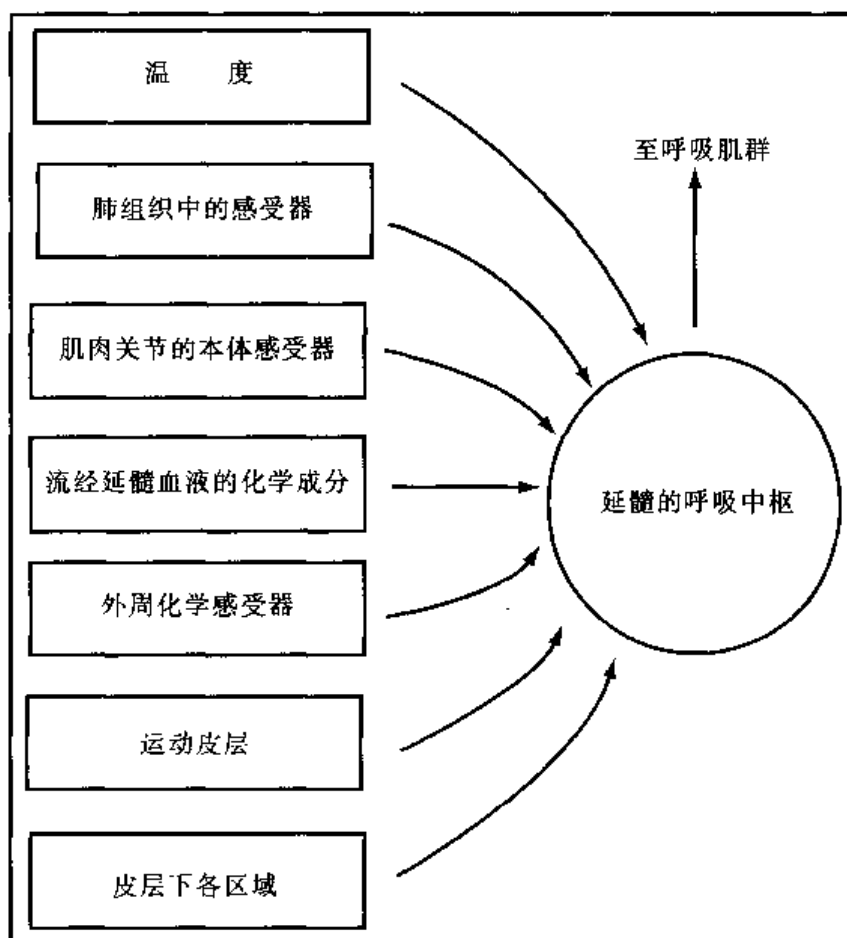 温 度
至呼吸肌群
肺组织中的感受器
肌肉关节的本体感受器
流经延髓血液的化学成分
延髓的呼吸中枢
外周化学感受器
运动皮层
皮层下各区域